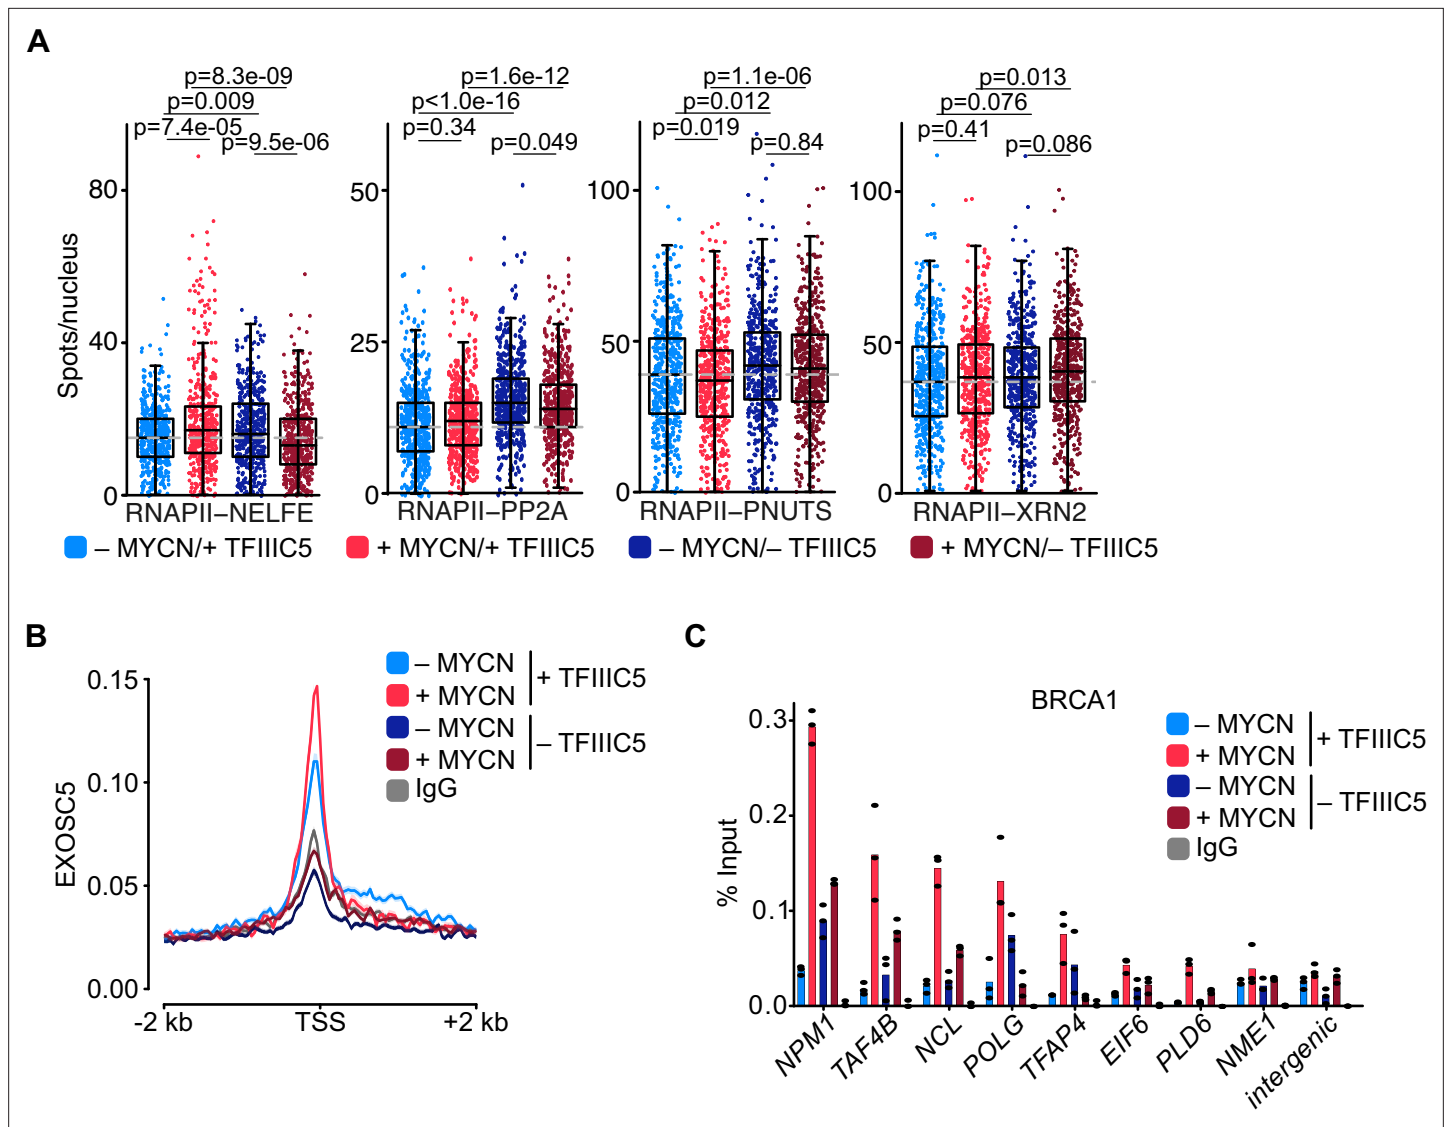 A
p=8.3e-09
p=0.009
p=7.4e-05
p=9.5e-06
p=1.6e-12
p<1.0e-16
p=0.34
p=0.049
p=1.1e-06
p=0.012
p=0.019
p=0.84
p=0.013
p=0.076
p=0.41
p=0.086
Spots/nucleus
80
40
0
50
25
0
100
50
0
100
50
0
RNAPII–NELFE
RNAPII–PP2A
RNAPII–PNUTS
RNAPII–XRN2
– MYCN/+ TFIIIC5
+ MYCN/+ TFIIIC5
– MYCN/– TFIIIC5
+ MYCN/– TFIIIC5
B
– MYCN
+ MYCN
+ TFIIIC5
– MYCN
+ MYCN
– TFIIIC5
IgG
EXOSC5
0.15
0.10
0.05
0.00
-2 kb
TSS
+2 kb
C
BRCA1
– MYCN
+ MYCN
+ TFIIIC5
– MYCN
+ MYCN
– TFIIIC5
IgG
% Input
0.3
0.2
0.1
0.0
NPM1
TAF4B
NCL
POLG
TFAP4
EIF6
PLD6
NME1
intergenic